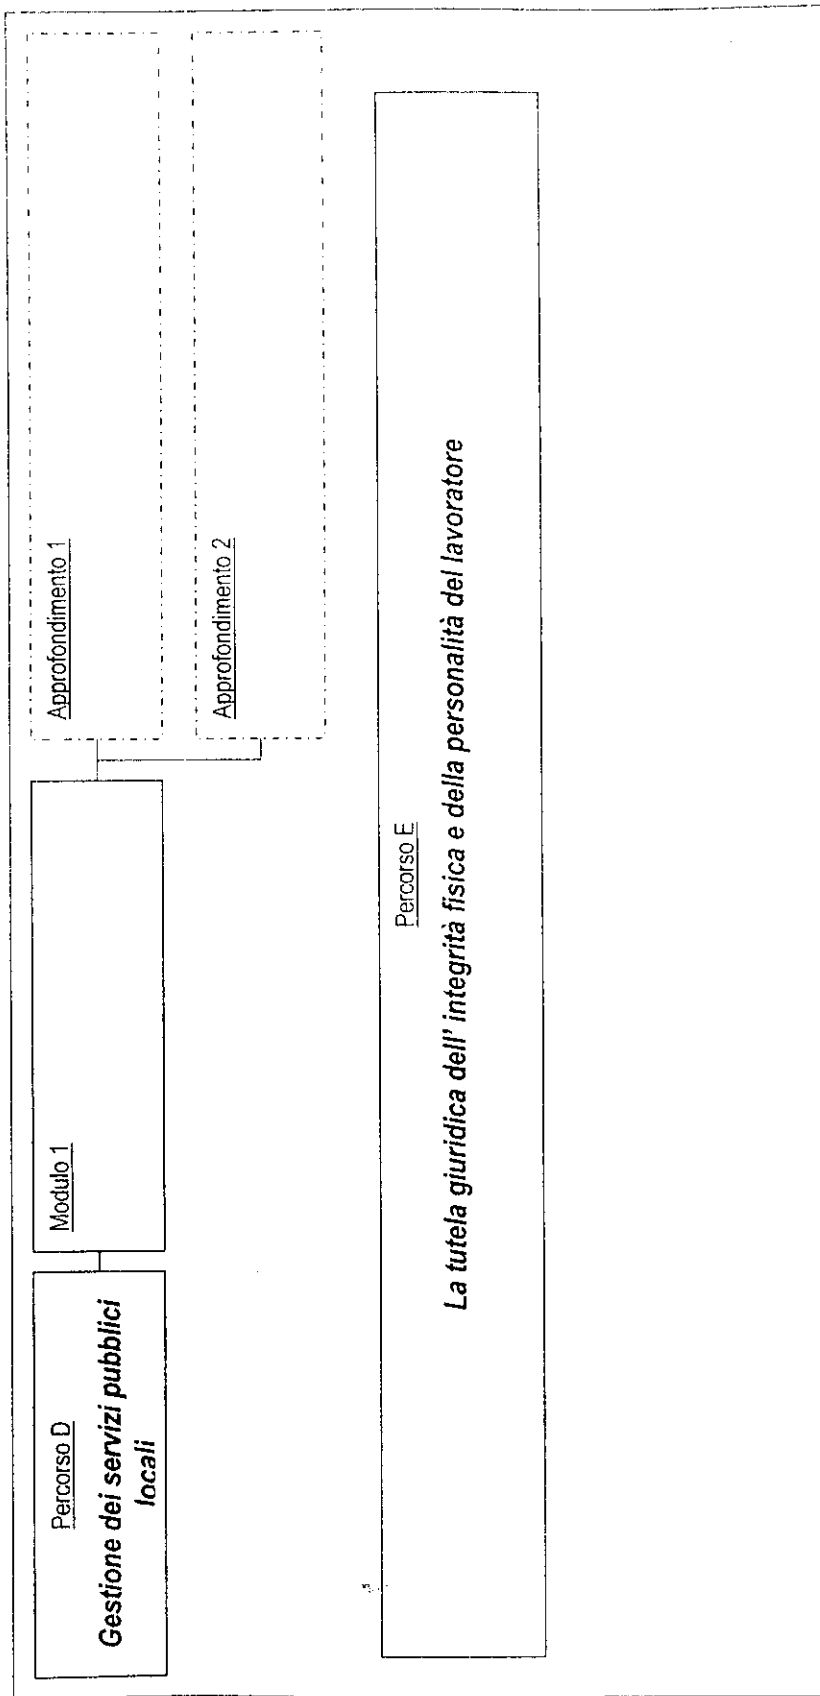 Percorso D
Gestione dei servizi pubblici
locali
Modulo 1
Approfondimento 1
Approfondimento 2
Percorso E
La tutela giuridica dell' integrità fisica e della personalità del lavoratore